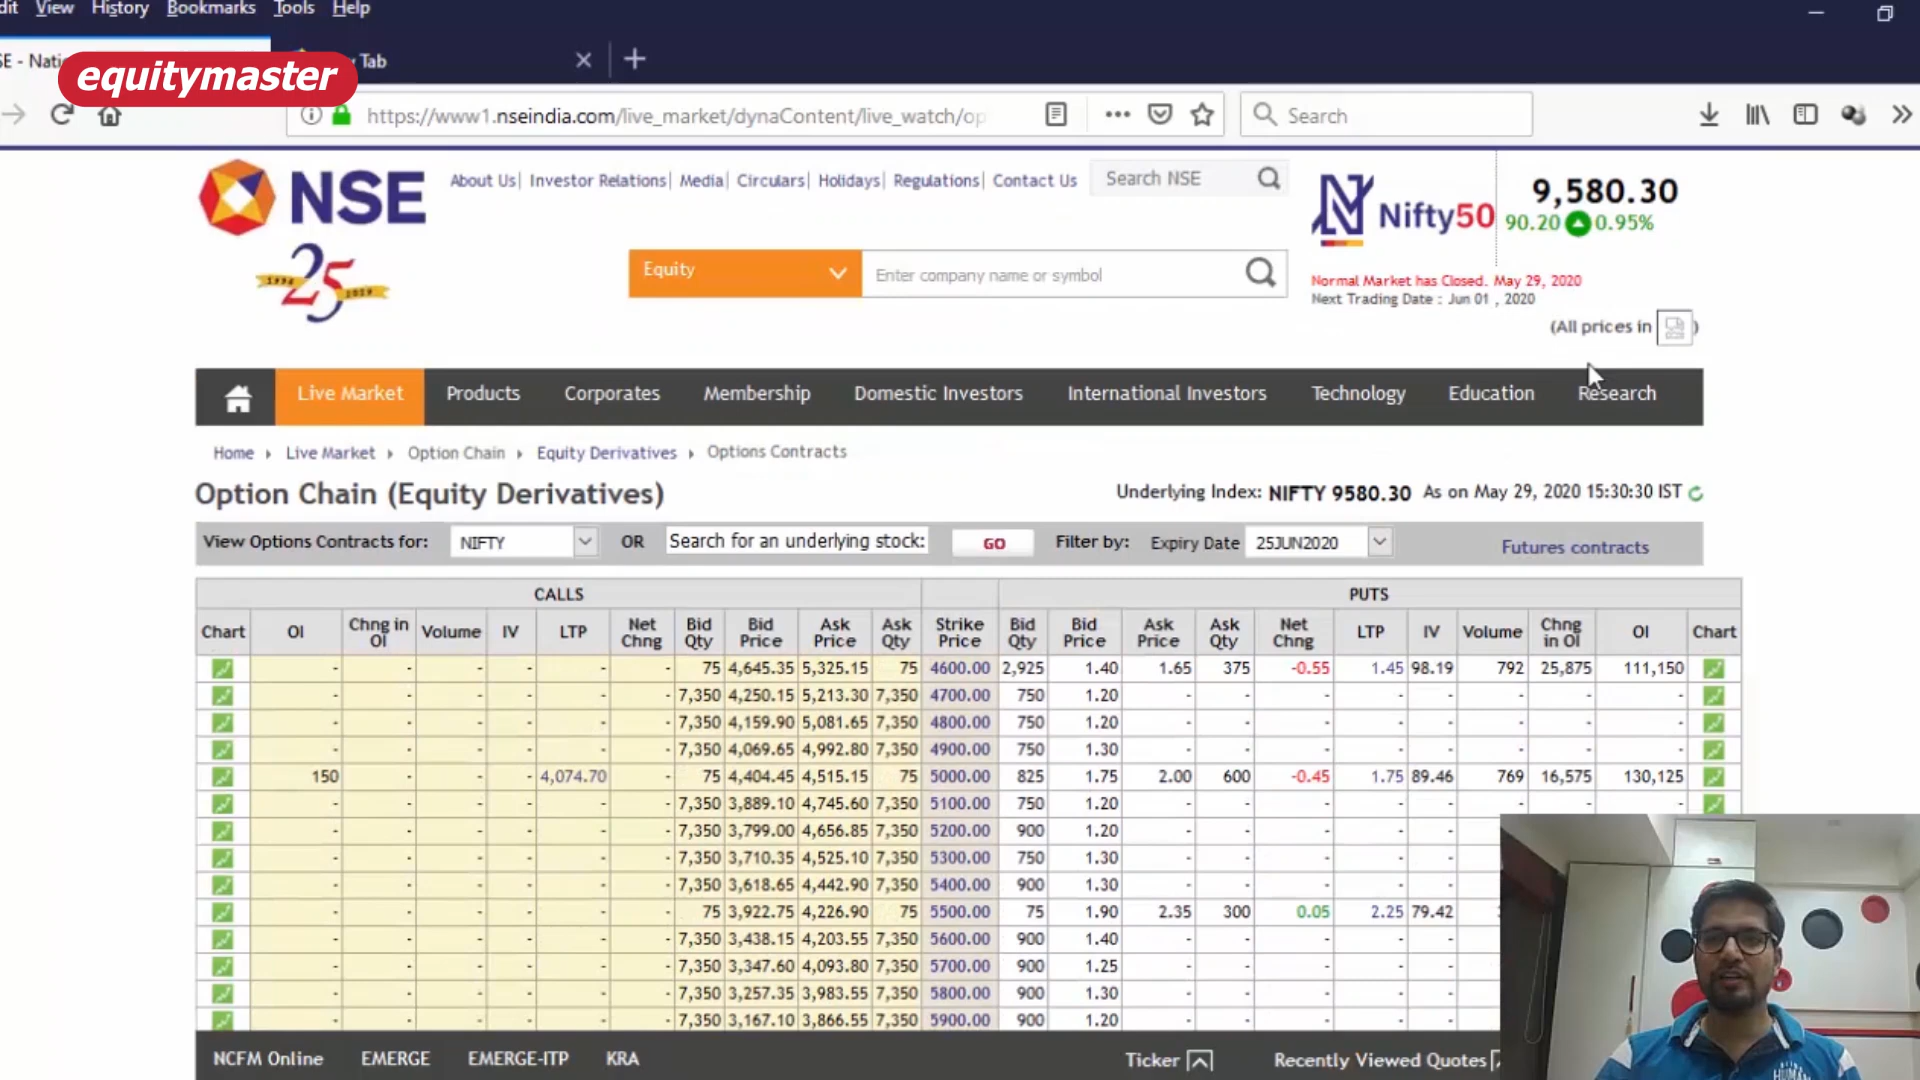 dit View History Bookmarks Tools Help
SE - Nati Tab
equitymaster
https://www1.nseindia.com/live_market/dynaContent/live_watch/op Search
NSE
1994 25 2019
About Us| Investor Relations| Media| Circulars| Holidays| Regulations| Contact Us
Search NSE
Nifty50
9,580.30
90.20 0.95%
Equity Enter company name or symbol
Normal Market has Closed. May 29, 2020
Next Trading Date : Jun 01 , 2020
(All prices in )
Live Market Products Corporates Membership Domestic Investors International Investors Technology Education Research
Home Live Market Option Chain Equity Derivatives Options Contracts
Option Chain (Equity Derivatives)
Underlying Index: NIFTY 9580.30 As on May 29, 2020 15:30:30 IST
View Options Contracts for: NIFTY OR Search for an underlying stock: GO Filter by: Expiry Date 25JUN2020 Futures contracts
CALLS PUTS
Chart OI Chng in OI Volume IV LTP Net Chng Bid Qty Bid Price Ask Price Ask Qty Strike Price Bid Qty Bid Price Ask Price Ask Qty Net Chng LTP IV Volume Chng in OI OI Chart
- - - - - - 75 4,645.35 5,325.15 75 4600.00 2,925 1.40 1.65 375 -0.55 1.45 98.19 792 25,875 111,150
- - - - - - 7,350 4,250.15 5,213.30 7,350 4700.00 750 1.20 - - - - - - - -
- - - - - - 7,350 4,159.90 5,081.65 7,350 4800.00 750 1.20 - - - - - - - -
- - - - - - 7,350 4,069.65 4,992.80 7,350 4900.00 750 1.30 - - - - - - - -
150 - - - 4,074.70 - 75 4,404.45 4,515.15 75 5000.00 825 1.75 2.00 600 -0.45 1.75 89.46 769 16,575 130,125
- - - - - - 7,350 3,889.10 4,745.60 7,350 5100.00 750 1.20 - - - - - - - -
- - - - - - 7,350 3,799.00 4,656.85 7,350 5200.00 900 1.20 - - - - -
- - - - - - 7,350 3,710.35 4,525.10 7,350 5300.00 750 1.30 - - - - -
- - - - - - 7,350 3,618.65 4,442.90 7,350 5400.00 900 1.30 - - - - -
- - - - - - 75 3,922.75 4,226.90 75 5500.00 75 1.90 2.35 300 0.05 2.25 79.42
- - - - - - 7,350 3,438.15 4,203.55 7,350 5600.00 900 1.40 - - - - -
- - - - - - 7,350 3,347.60 4,093.80 7,350 5700.00 900 1.25 - - - - -
- - - - - - 7,350 3,257.35 3,983.55 7,350 5800.00 900 1.30 - - - - -
- - - - - - 7,350 3,167.10 3,866.55 7,350 5900.00 900 1.20 - - - - -
NCFM Online EMERGE EMERGE-ITP KRA Ticker Recently Viewed Quotes